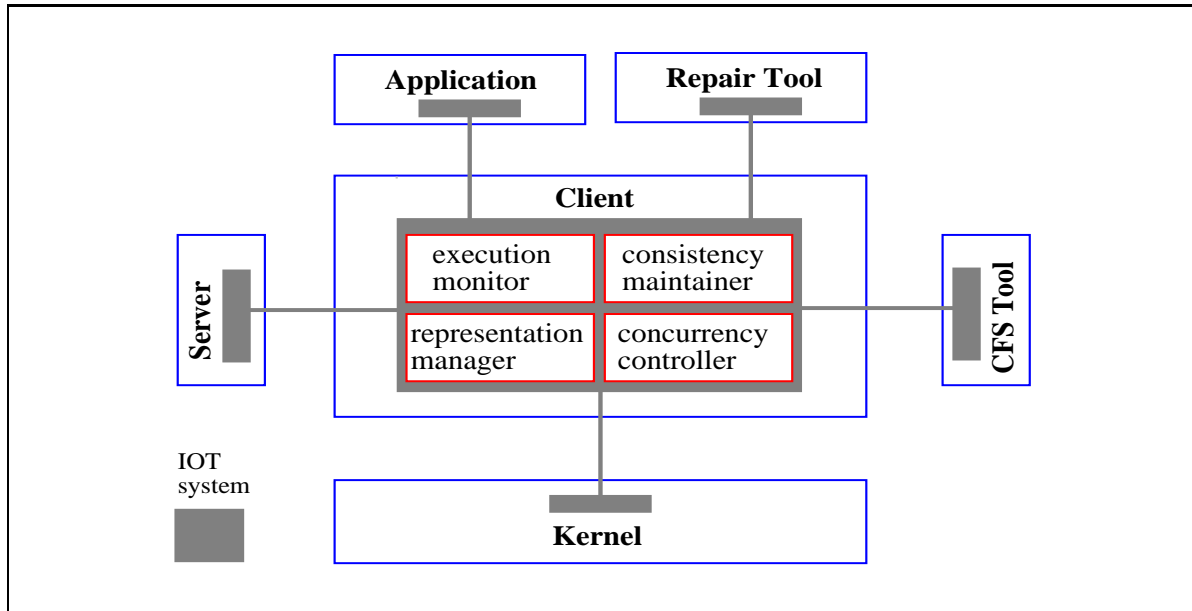 Application
Repair Tool
Client
execution
monitor
consistency
maintainer
representation
manager
concurrency
controller
Server
CFS Tool
IOT
system
Kernel